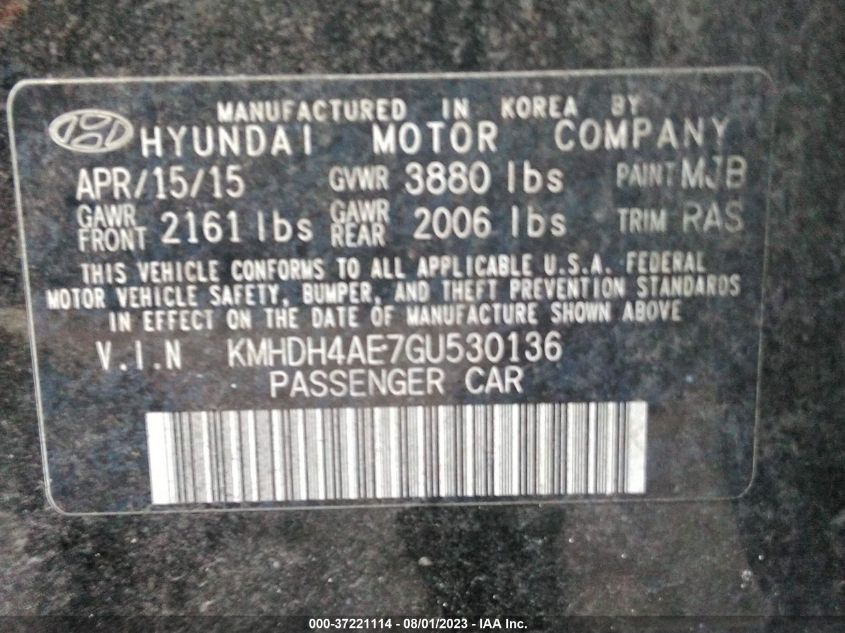 MANUFACTURED IN KOREA BY
HYUNDAI MOTOR COMPANY
APR/15/15 GVWR 3880 lbs PAINT MJB
GAWR FRONT 2161 lbs GAWR REAR 2006 lbs TRIM RAS
THIS VEHICLE CONFORMS TO ALL APPLICABLE U.S.A. FEDERAL
MOTOR VEHICLE SAFETY, BUMPER, AND THEFT PREVENTION STANDARDS
IN EFFECT ON THE DATE OF MANUFACTURE SHOWN ABOVE
V.I.N KMHDH4AE7GU530136
PASSENGER CAR
000-37221114 - 08/01/2023 - IAA Inc.